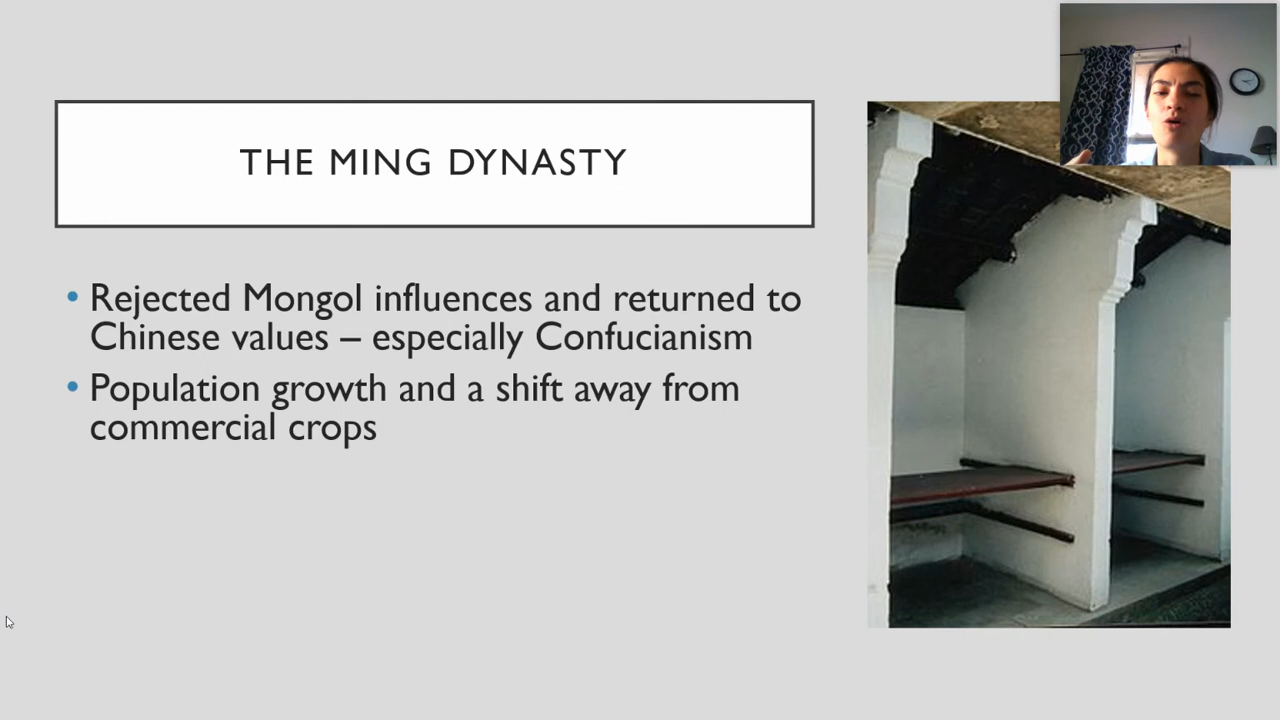 THE MING DYNASTY
• Rejected Mongol influences and returned to
Chinese values – especially Confucianism
• Population growth and a shift away from
commercial crops